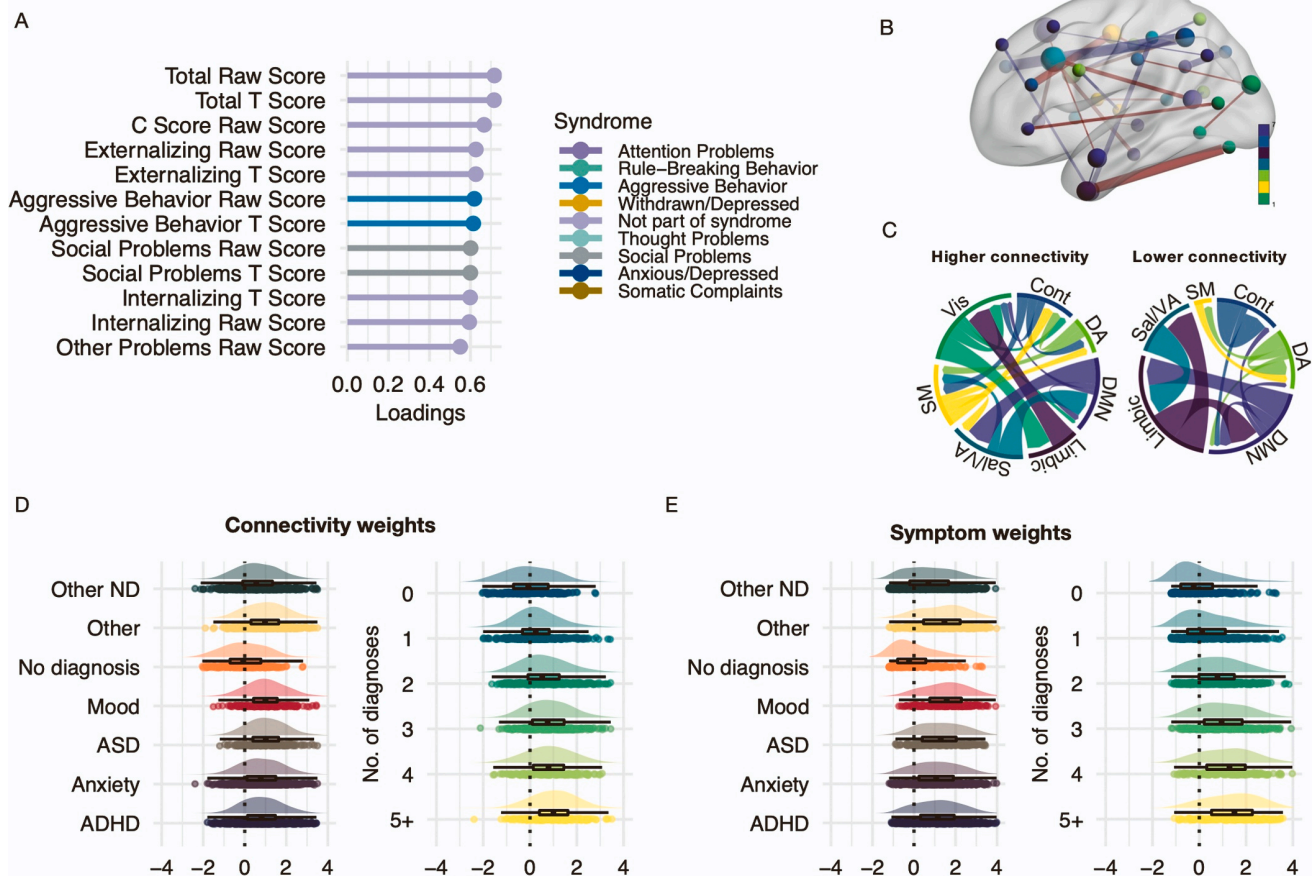 A
Total Raw Score
Total T Score
C Score Raw Score
Externalizing Raw Score
Externalizing T Score
Aggressive Behavior Raw Score
Aggressive Behavior T Score
Social Problems Raw Score
Social Problems T Score
Internalizing T Score
Internalizing Raw Score
Other Problems Raw Score
0.0 0.2 0.4 0.6
Loadings
Syndrome
Attention Problems
Rule−Breaking Behavior
Aggressive Behavior
Withdrawn/Depressed
Not part of syndrome
Thought Problems
Social Problems
Anxious/Depressed
Somatic Complaints
B
7
1
C
Higher connectivity
Vis
Cont
DA
DMN
Limbic
Sal/VA
SM
Lower connectivity
Sal/VA
SM
Cont
DA
DMN
Limbic
D
Connectivity weights
Other ND
Other
No diagnosis
Mood
ASD
Anxiety
ADHD
−4 −2 0 2 4
No. of diagnoses
0
1
2
3
4
5+
−4 −2 0 2 4
E
Symptom weights
Other ND
Other
No diagnosis
Mood
ASD
Anxiety
ADHD
−4 −2 0 2 4
No. of diagnoses
0
1
2
3
4
5+
−4 −2 0 2 4